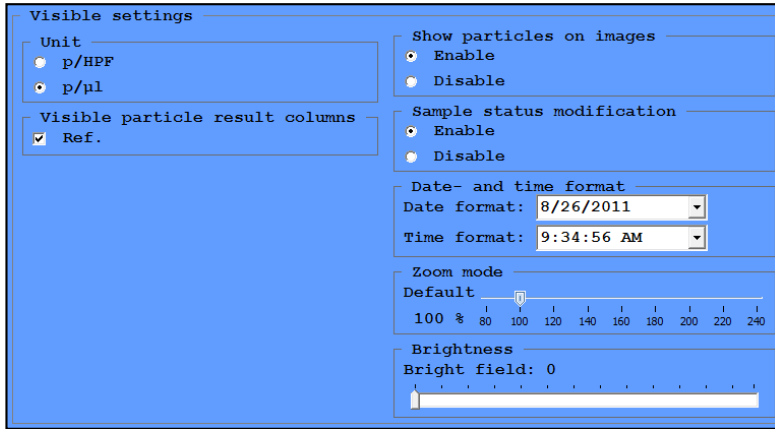 Visible settings
Unit
p/HPF
p/µl
Visible particle result columns
Ref.
Show particles on images
Enable
Disable
Sample status modification
Enable
Disable
Date- and time format
Date format: 8/26/2011
Time format: 9:34:56 AM
Zoom mode
Default
100 % 80 100 120 140 160 180 200 220 240
Brightness
Bright field: 0